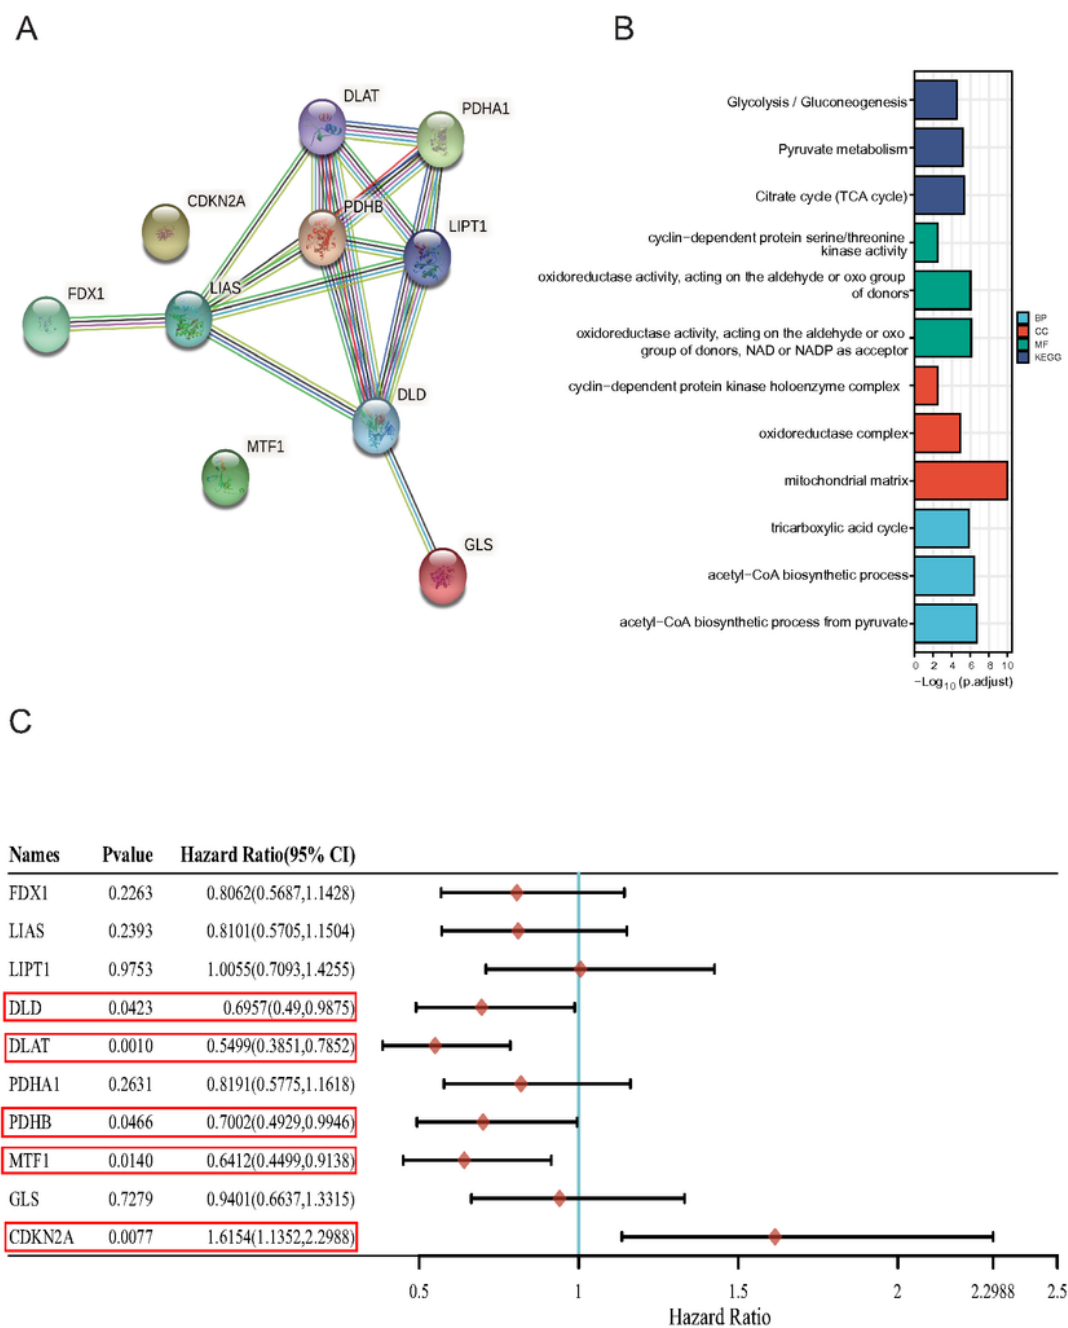 A
B
DLAT
PDHA1
CDKN2A
PDHB
LIPT1
FDX1
LIAS
DLD
MTF1
GLS
Glycolysis / Gluconeogenesis
Pyruvate metabolism
Citrate cycle (TCA cycle)
cyclin−dependent protein serine/threonine
kinase activity
oxidoreductase activity, acting on the aldehyde or oxo group
of donors
oxidoreductase activity, acting on the aldehyde or oxo
group of donors, NAD or NADP as acceptor
cyclin−dependent protein kinase holoenzyme complex
oxidoreductase complex
mitochondrial matrix
tricarboxylic acid cycle
acetyl−CoA biosynthetic process
acetyl−CoA biosynthetic process from pyruvate
0 2 4 6 8 10
−Log10 (p.adjust)
BP
CC
MF
KEGG
C
Names Pvalue Hazard Ratio(95% CI)
FDX1 0.2263 0.8062(0.5687,1.1428)
LIAS 0.2393 0.8101(0.5705,1.1504)
LIPT1 0.9753 1.0055(0.7093,1.4255)
DLD 0.0423 0.6957(0.49,0.9875)
DLAT 0.0010 0.5499(0.3851,0.7852)
PDHA1 0.2631 0.8191(0.5775,1.1618)
PDHB 0.0466 0.7002(0.4929,0.9946)
MTF1 0.0140 0.6412(0.4499,0.9138)
GLS 0.7279 0.9401(0.6637,1.3315)
CDKN2A 0.0077 1.6154(1.1352,2.2988)
0.5 1 1.5 2 2.2988 2.5
Hazard Ratio